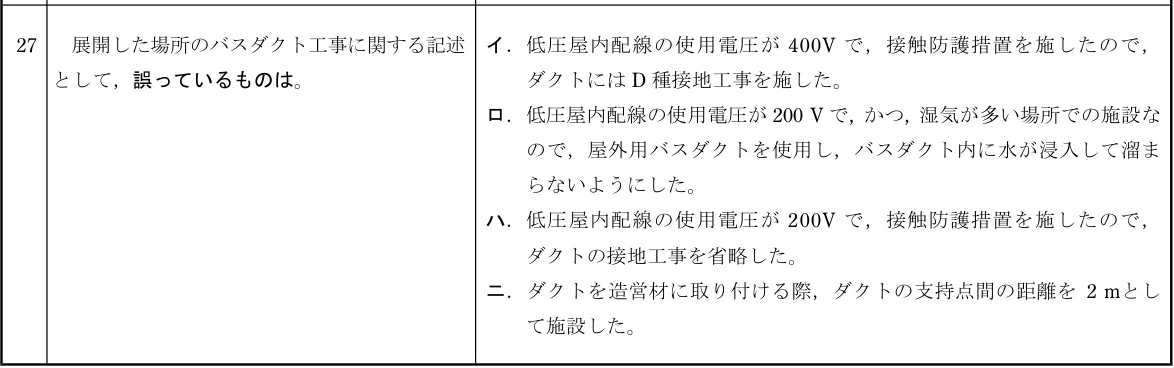 27
展開した場所のバスダクト工事に関する記述
として，誤っているものは。
イ．低圧屋内配線の使用電圧が 400V で，接触防護措置を施したので，
ダクトには D 種接地工事を施した。
ロ．低圧屋内配線の使用電圧が 200 V で，かつ，湿気が多い場所での施設な
ので，屋外用バスダクトを使用し，バスダクト内に水が浸入して溜ま
らないようにした。
ハ．低圧屋内配線の使用電圧が 200V で，接触防護措置を施したので，
ダクトの接地工事を省略した。
ニ．ダクトを造営材に取り付ける際，ダクトの支持点間の距離を 2 mとし
て施設した。